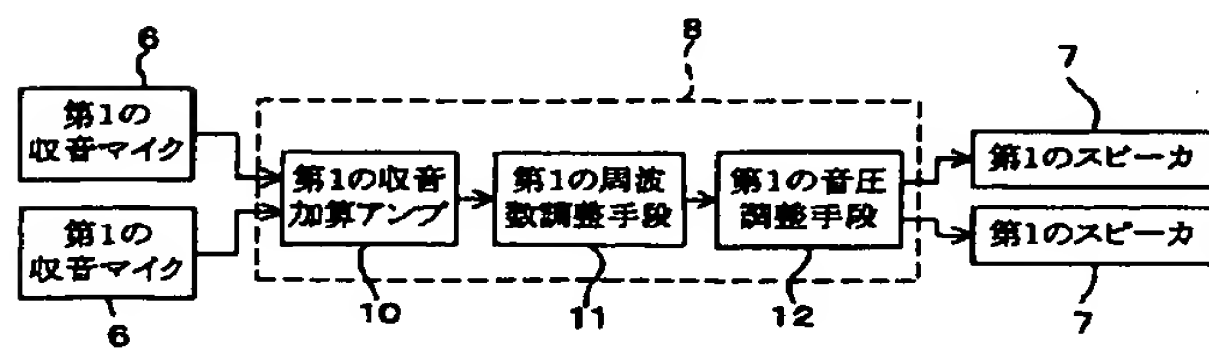 8
6
7
第1の
収音マイク
第1の収音
加算アンプ
第1の周波
数調整手段
第1の音圧
調整手段
第1のスピーカ
第1の
収音マイク
第1のスピーカ
6
10
11
12
7